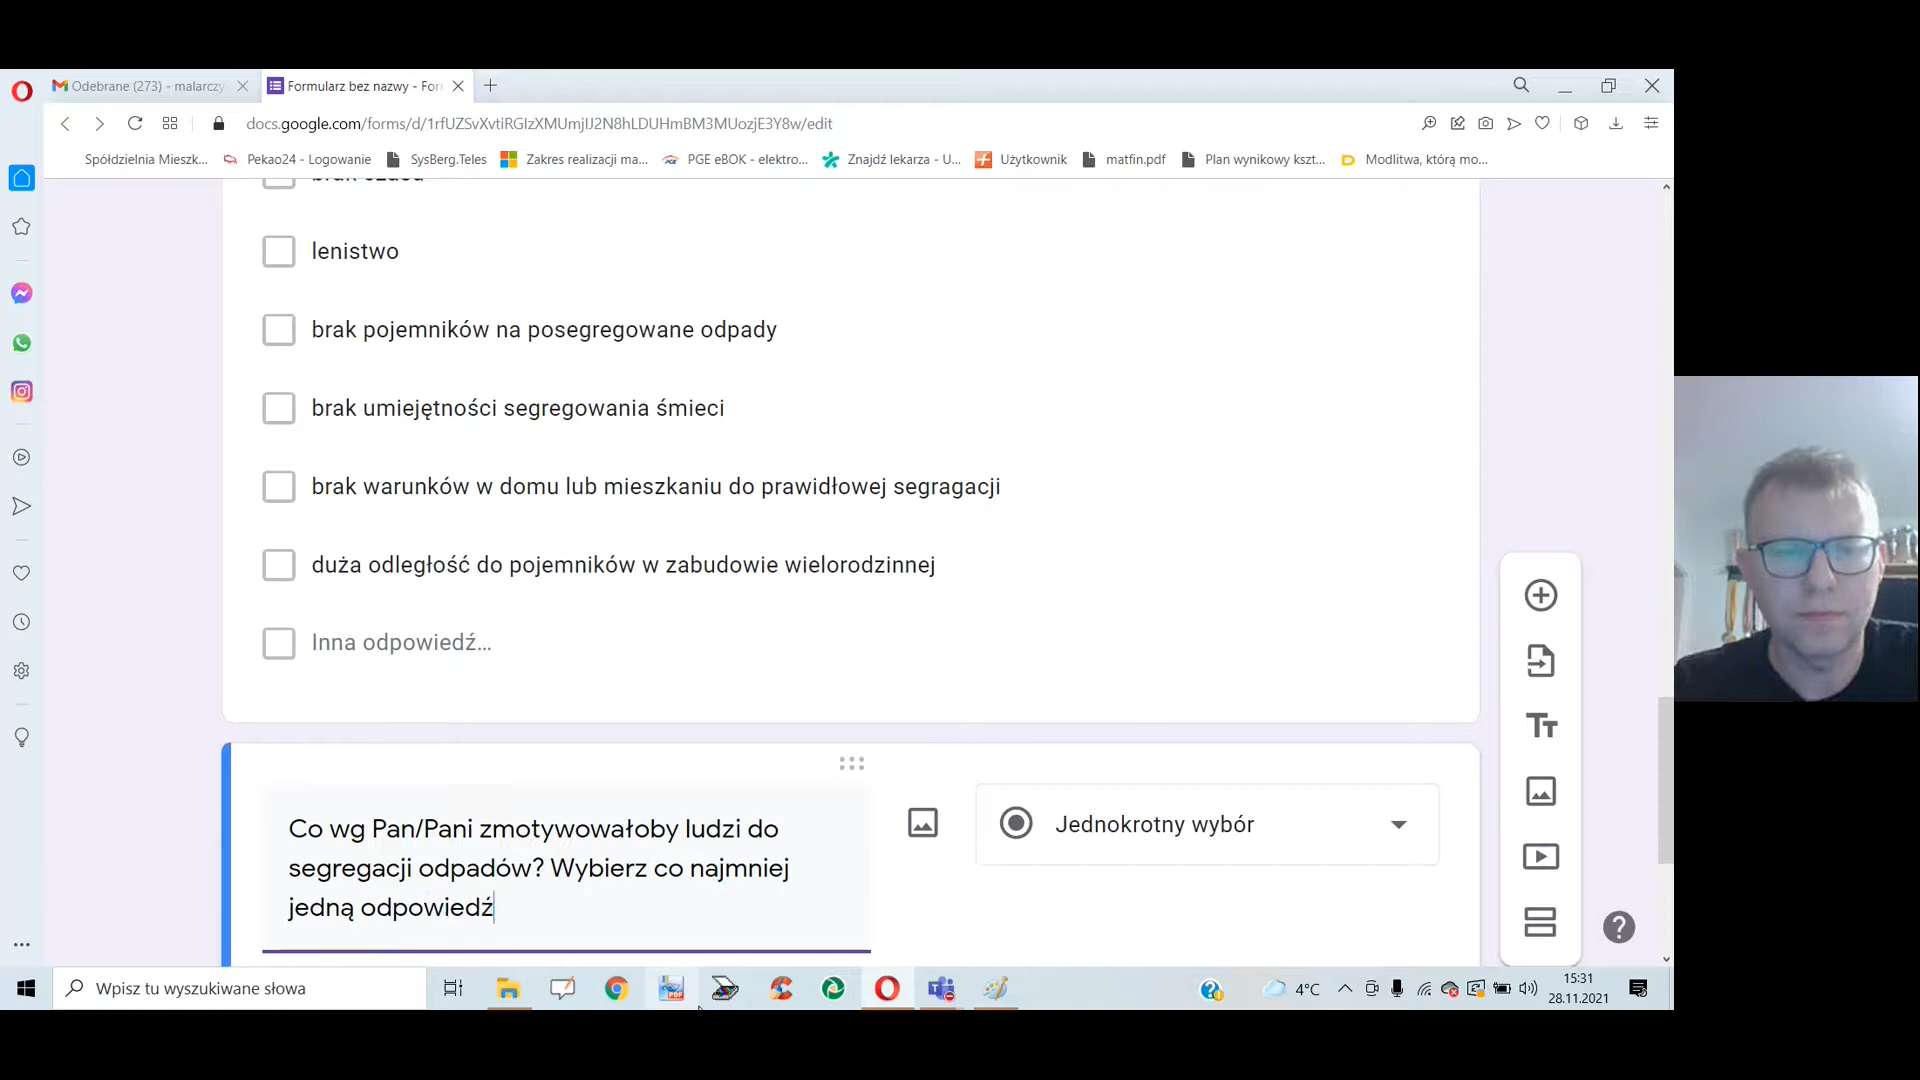 Odebrane (273) - malarczy
Formularz bez nazwy - For
docs.google.com/forms/d/1rfUZSvXvtiRGIzXMUmjIJ2N8hLDUHmBM3MUozjE3Y8w/edit
Spółdzielnia Mieszk...
Pekao24 - Logowanie
SysBerg.Teles
Zakres realizacji ma...
PGE eBOK - elektro...
Znajdź lekarza - U...
Użytkownik
matfin.pdf
Plan wynikowy kszt...
Modlitwa, którą mo...
brak czasu
lenistwo
brak pojemników na posegregowane odpady
brak umiejętności segregowania śmieci
brak warunków w domu lub mieszkaniu do prawidłowej segragacji
duża odległość do pojemników w zabudowie wielorodzinnej
Inna odpowiedź...
Co wg Pan/Pani zmotywowałoby ludzi do
segregacji odpadów? Wybierz co najmniej
jedną odpowiedź
Jednokrotny wybór
Wpisz tu wyszukiwane słowa
4°C
15:31
28.11.2021